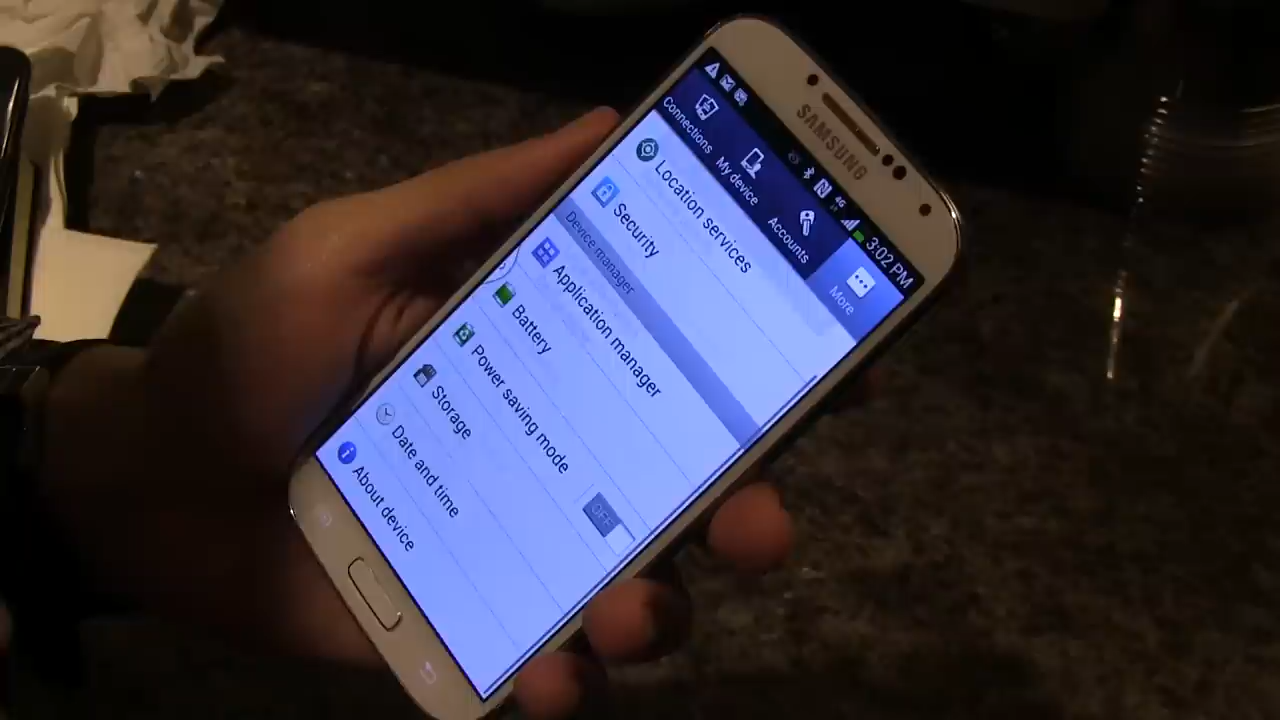 SAMSUNG
4G
3:02 PM
Connections
My device
Accounts
More
Location services
Security
Device manager
Application manager
Battery
Power saving mode
OFF
Storage
Date and time
About device